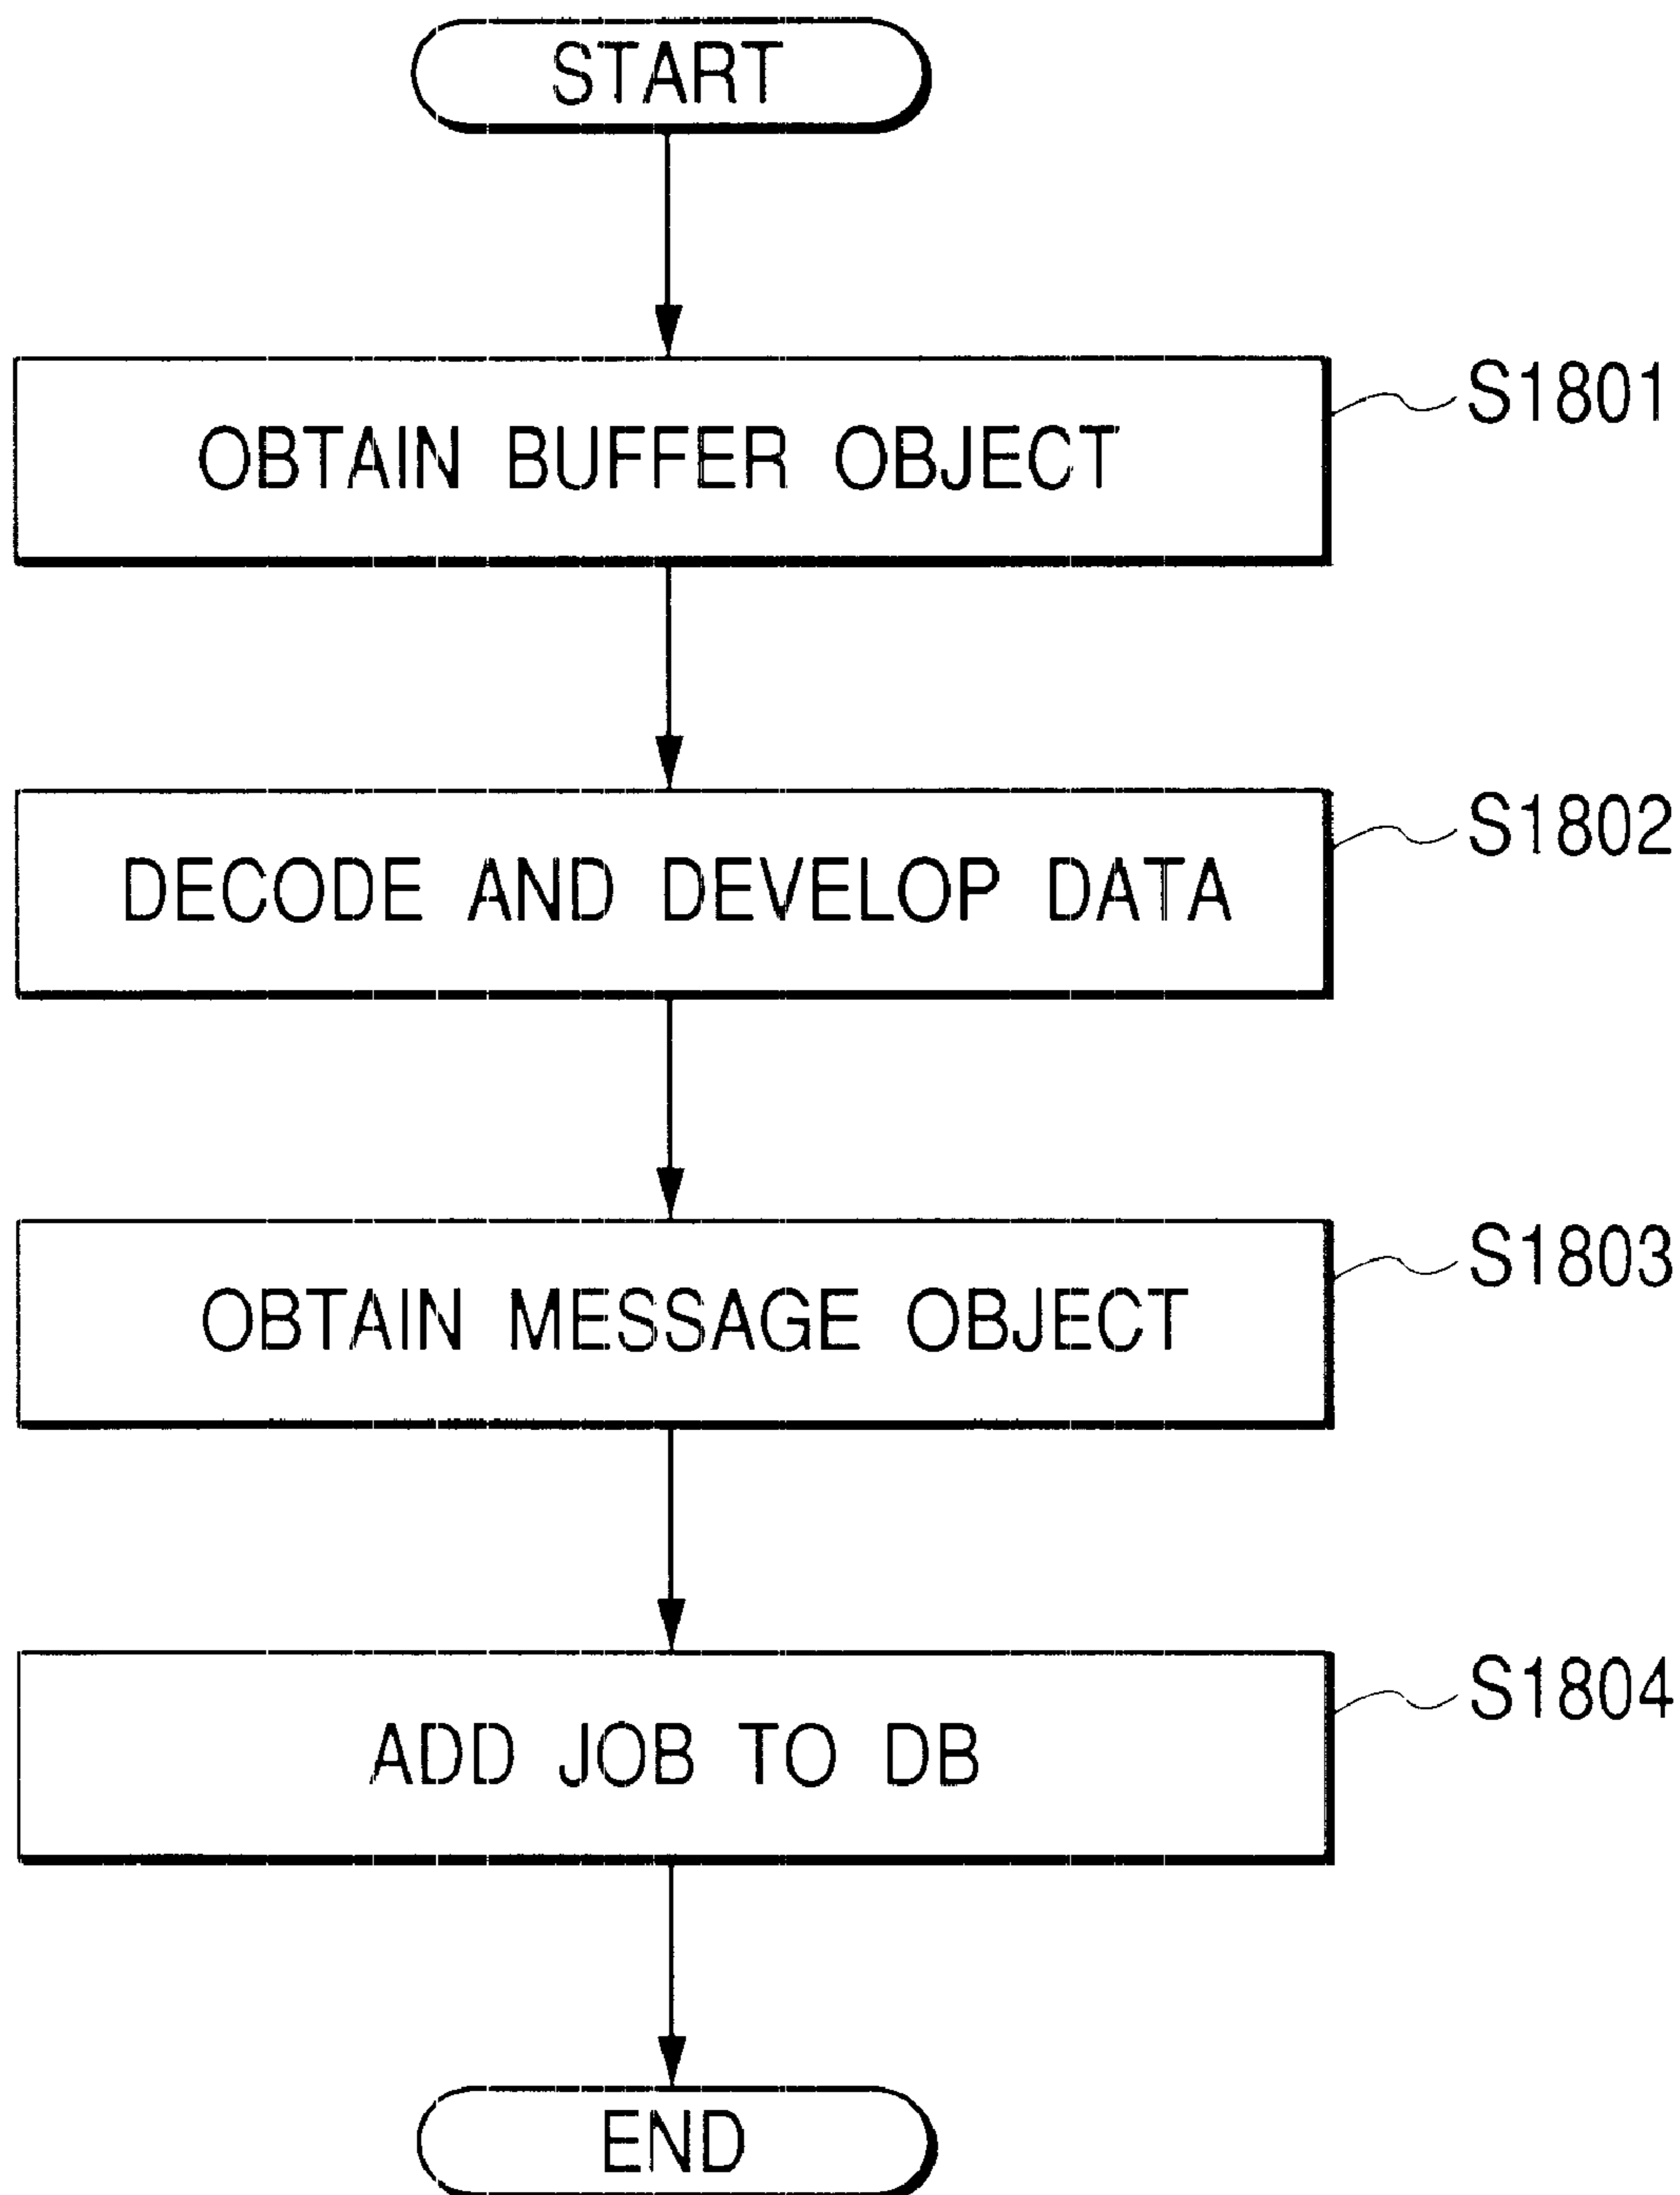 START
OBTAIN BUFFER OBJECT
S1801
DECODE AND DEVELOP DATA
S1802
OBTAIN MESSAGE OBJECT
S1803
ADD JOB TO DB
S1804
END